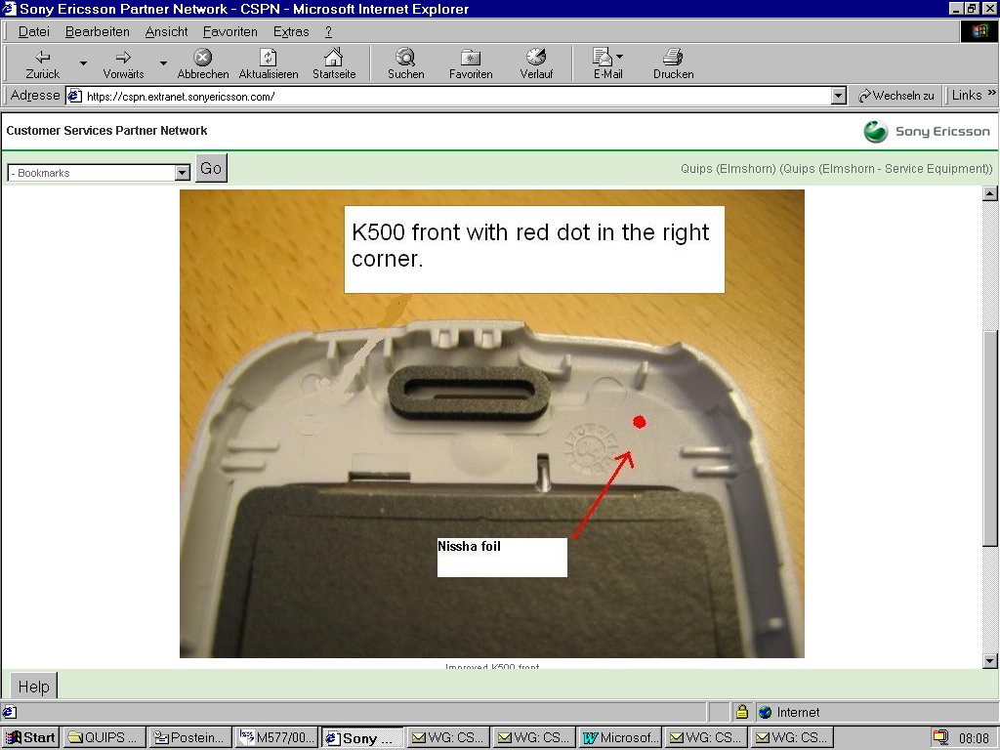 Sony Ericsson Partner Network - CSPN - Microsoft Internet Explorer
Datei Bearbeiten Ansicht Favoriten Extras ?
Zurück Vorwärts Abbrechen Aktualisieren Startseite Suchen Favoriten Verlauf E-Mail Drucken
Adresse https://cspn.extranet.sonyericsson.com/ Wechseln zu Links »
Customer Services Partner Network Sony Ericsson
- Bookmarks Go Quips (Elmshorn) (Quips (Elmshorn - Service Equipment))
K500 front with red dot in the right
corner.
Nissha foil
Improved K500 front
Help
Internet
Start QUIPS ... Postein... M577/00... Sony ... WG: CS... WG: CS... Microsof... WG: CS... WG: CS... 08:08